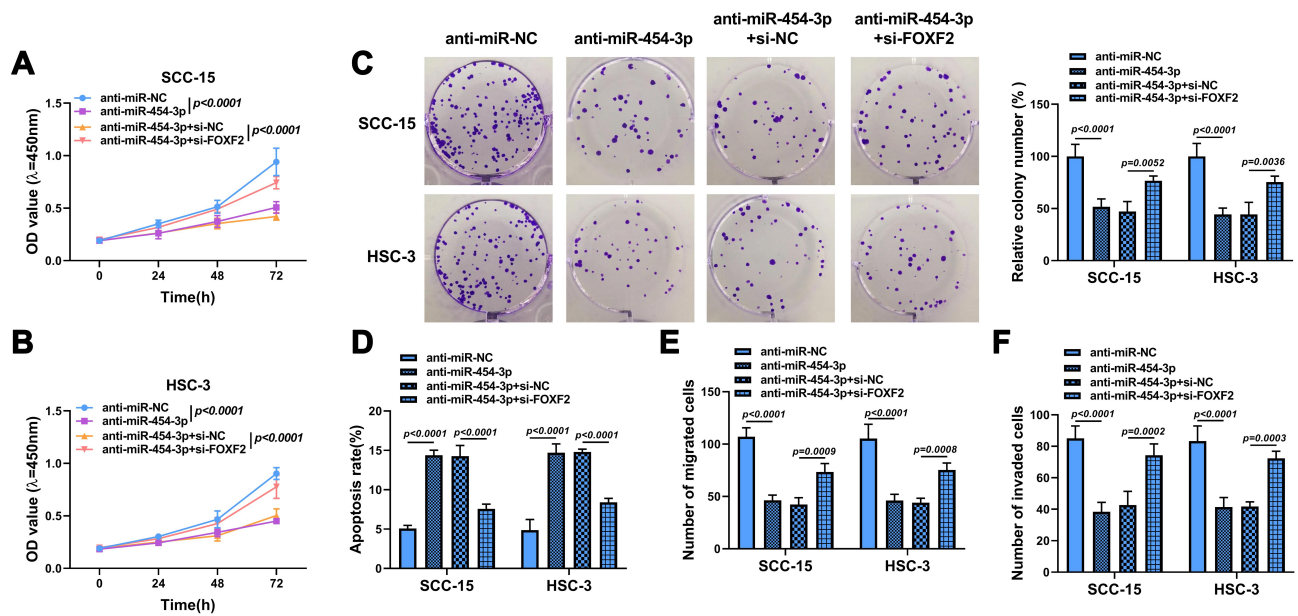 A
SCC-15
anti-miR-NC
anti-miR-454-3p
p<0.0001
anti-miR-454-3p+si-NC
anti-miR-454-3p+si-FOXF2
p<0.0001
OD value (λ=450nm)
1.5
1.0
0.5
0.0
0 24 48 72
Time(h)
B
HSC-3
anti-miR-NC
anti-miR-454-3p
p<0.0001
anti-miR-454-3p+si-NC
anti-miR-454-3p+si-FOXF2
p<0.0001
OD value (λ=450nm)
1.5
1.0
0.5
0.0
0 24 48 72
Time(h)
C
anti-miR-NC
anti-miR-454-3p
anti-miR-454-3p
+si-NC
anti-miR-454-3p
+si-FOXF2
SCC-15
HSC-3
anti-miR-NC
anti-miR-454-3p
anti-miR-454-3p+si-NC
anti-miR-454-3p+si-FOXF2
Relative colony number (%)
150
100
50
0
p<0.0001
p=0.0052
p<0.0001
p=0.0036
SCC-15 HSC-3
D
anti-miR-NC
anti-miR-454-3p
anti-miR-454-3p+si-NC
anti-miR-454-3p+si-FOXF2
Apoptosis rate(%)
20
15
10
5
0
p<0.0001
p<0.0001
p<0.0001
p<0.0001
SCC-15 HSC-3
E
anti-miR-NC
anti-miR-454-3p
anti-miR-454-3p+si-NC
anti-miR-454-3p+si-FOXF2
Number of migrated cells
150
100
50
0
p<0.0001
p=0.0009
p<0.0001
p=0.0008
SCC-15 HSC-3
F
anti-miR-NC
anti-miR-454-3p
anti-miR-454-3p+si-NC
anti-miR-454-3p+si-FOXF2
Number of invaded cells
100
80
60
40
20
0
p<0.0001
p=0.0002
p<0.0001
p=0.0003
SCC-15 HSC-3